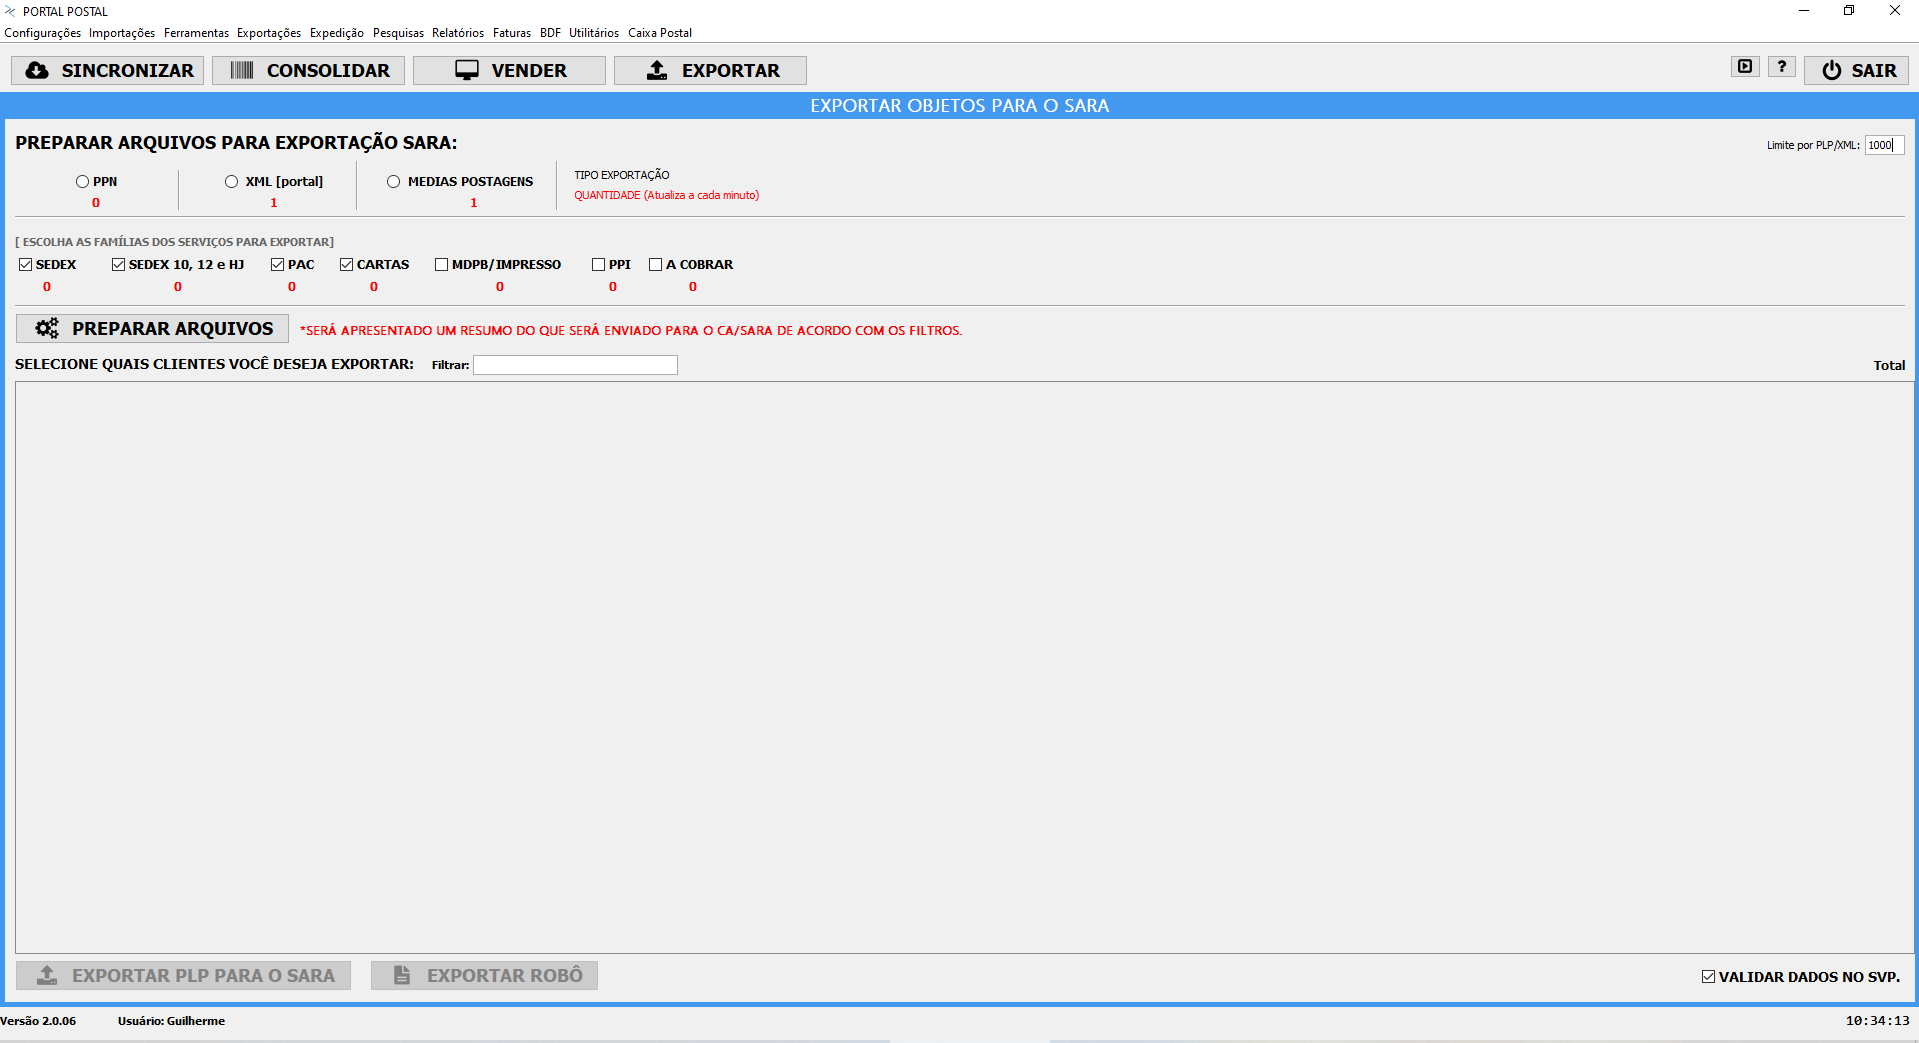 PORTAL POSTAL
Configurações Importações Ferramentas Exportações Expedição Pesquisas Relatórios Faturas BDF Utilitários Caixa Postal
SINCRONIZAR CONSOLIDAR VENDER EXPORTAR ? SAIR
EXPORTAR OBJETOS PARA O SARA
PREPARAR ARQUIVOS PARA EXPORTAÇÃO SARA: Limite por PLP/XML: 1000
PPN XML [portal] MEDIAS POSTAGENS TIPO EXPORTAÇÃO
0 1 1 QUANTIDADE (Atualiza a cada minuto)
[ ESCOLHA AS FAMÍLIAS DOS SERVIÇOS PARA EXPORTAR]
SEDEX SEDEX 10, 12 e HJ PAC CARTAS MDPB/IMPRESSO PPI A COBRAR
0 0 0 0 0 0 0
PREPARAR ARQUIVOS *SERÁ APRESENTADO UM RESUMO DO QUE SERÁ ENVIADO PARA O CA/SARA DE ACORDO COM OS FILTROS.
SELECIONE QUAIS CLIENTES VOCÊ DESEJA EXPORTAR: Filtrar: Total
EXPORTAR PLP PARA O SARA EXPORTAR ROBÔ VALIDAR DADOS NO SVP.
Versão 2.0.06 Usuário: Guilherme 10:34:13